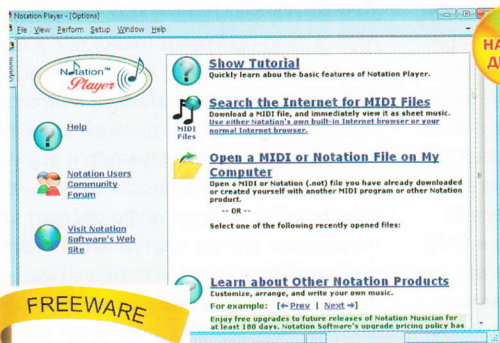 Notation Player - [Options]
File View Perform Setup Window Help
Options
Notation™
Player
Help
Notation Users
Community
Forum
Visit Notation
Software's Web
Site
Show Tutorial
Quickly learn abou the basic features of Notation Player.
MIDI
Files
Search the Internet for MIDI Files
Download a MIDI file, and immediately view it as sheet music.
Use either Notation's own built-in Internet browser or your
normal Internet browser.
Open a MIDI or Notation File on My
Computer
Open a MIDI or Notation (.not) file you have already downloaded
or created yourself with another MIDI program or other Notation
product.
-- OR --
Select one of the following recently opened files:
Learn about Other Notation Products
Customize, arrange, and write your own music.
For example: [← Prev | Next →]
Enjoy free upgrades to future releases of Notation Musician for
at least 180 days. Notation Software's upgrade pricing policy has
FREEWARE